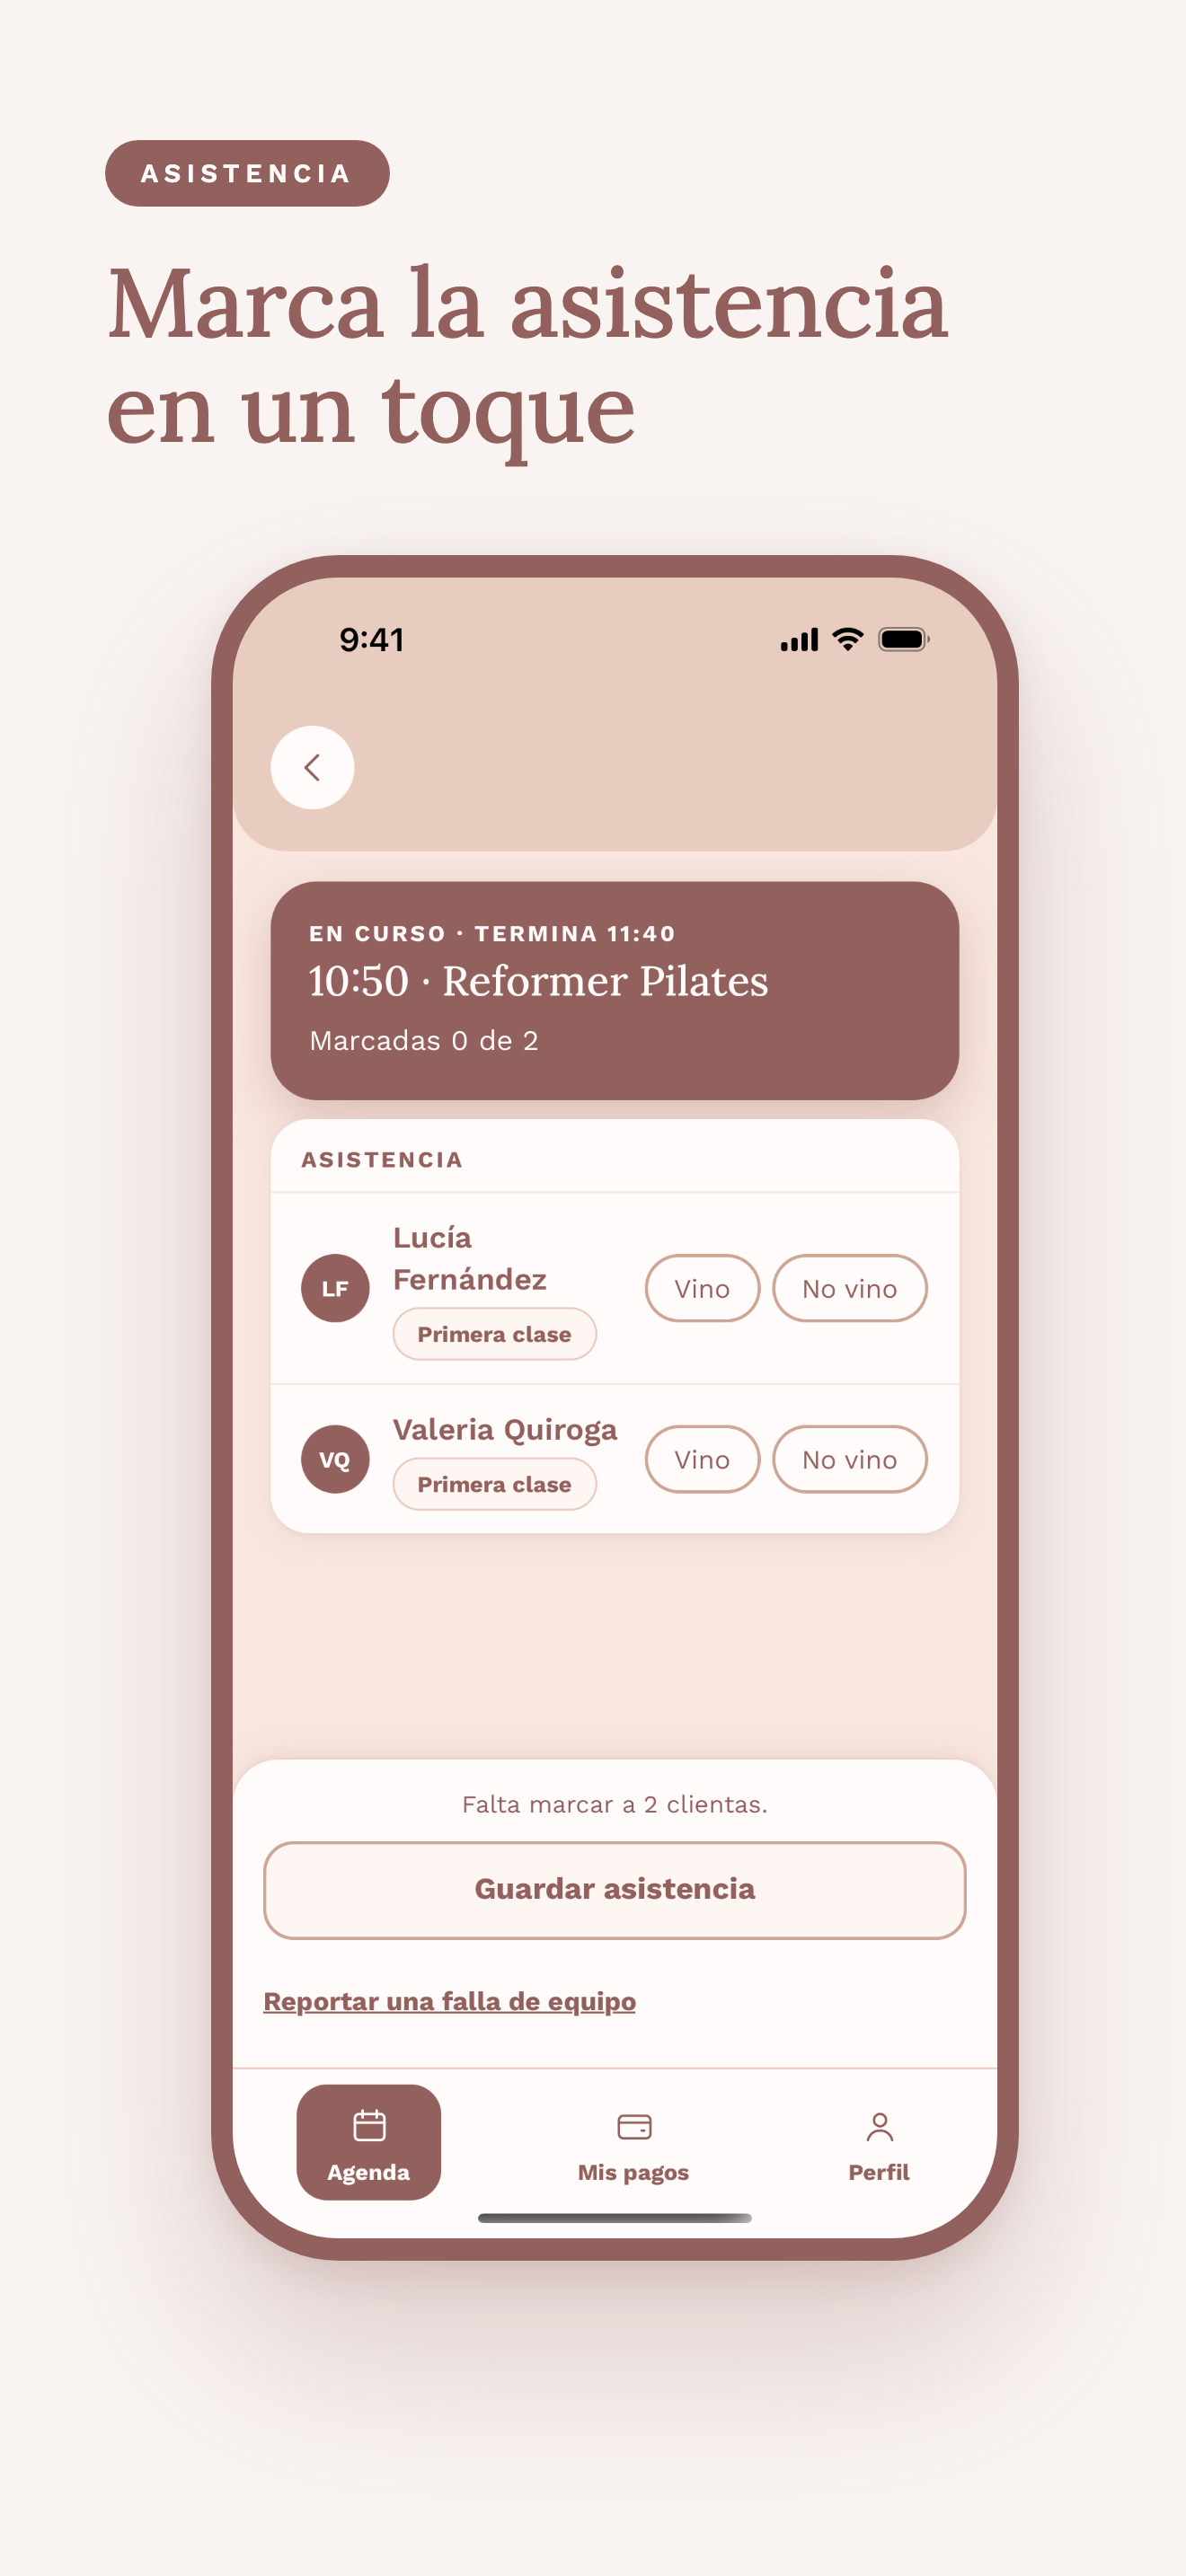 ASISTENCIA
Marca la asistencia
en un toque
9:41
EN CURSO · TERMINA 11:40
10:50 · Reformer Pilates
Marcadas 0 de 2
ASISTENCIA
LF
Lucía
Fernández
Primera clase
Vino
No vino
VQ
Valeria Quiroga
Primera clase
Vino
No vino
Falta marcar a 2 clientas.
Guardar asistencia
Reportar una falla de equipo
Agenda
Mis pagos
Perfil